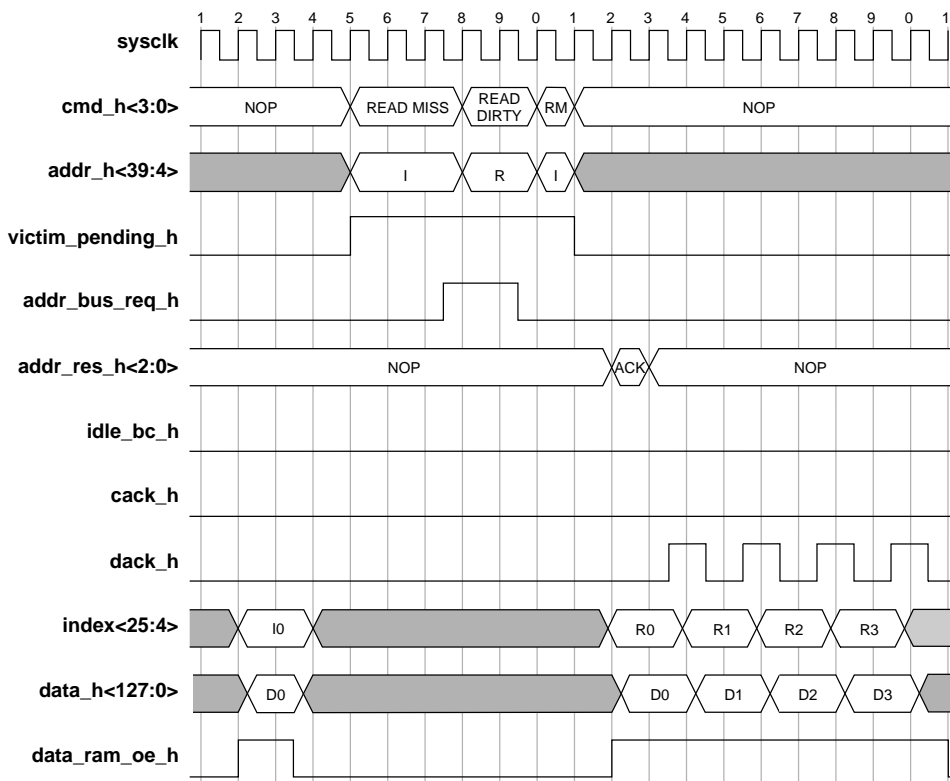 1 2 3 4 5 6 7 8 9 0 1 2 3 4 5 6 7 8 9 0 1
sysclk
cmd_h<3:0> NOP READ MISS READ DIRTY RM NOP
addr_h<39:4> I R I
victim_pending_h
addr_bus_req_h
addr_res_h<2:0> NOP ACK NOP
idle_bc_h
cack_h
dack_h
index<25:4> I0 R0 R1 R2 R3
data_h<127:0> D0 D0 D1 D2 D3
data_ram_oe_h